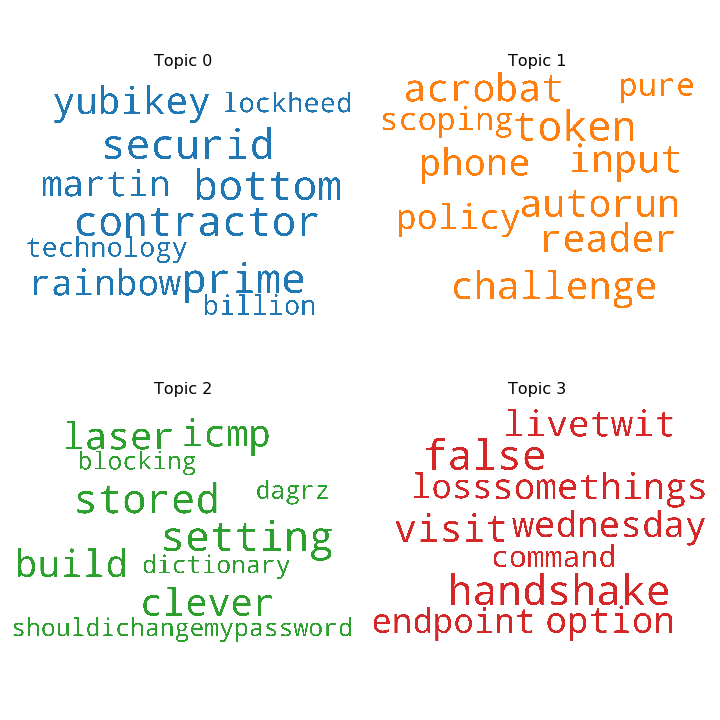 Topic 0
yubikey lockheed
securid
martin bottom
contractor
technology
rainbow prime
billion
Topic 1
acrobat pure
scoping token
phone input
policy autorun
reader
challenge
Topic 2
laser icmp
blocking
stored dagrz
setting
build dictionary
clever
shouldichangemypassword
Topic 3
livetwit
false
loss somethings
visit wednesday
command
handshake
endpoint option